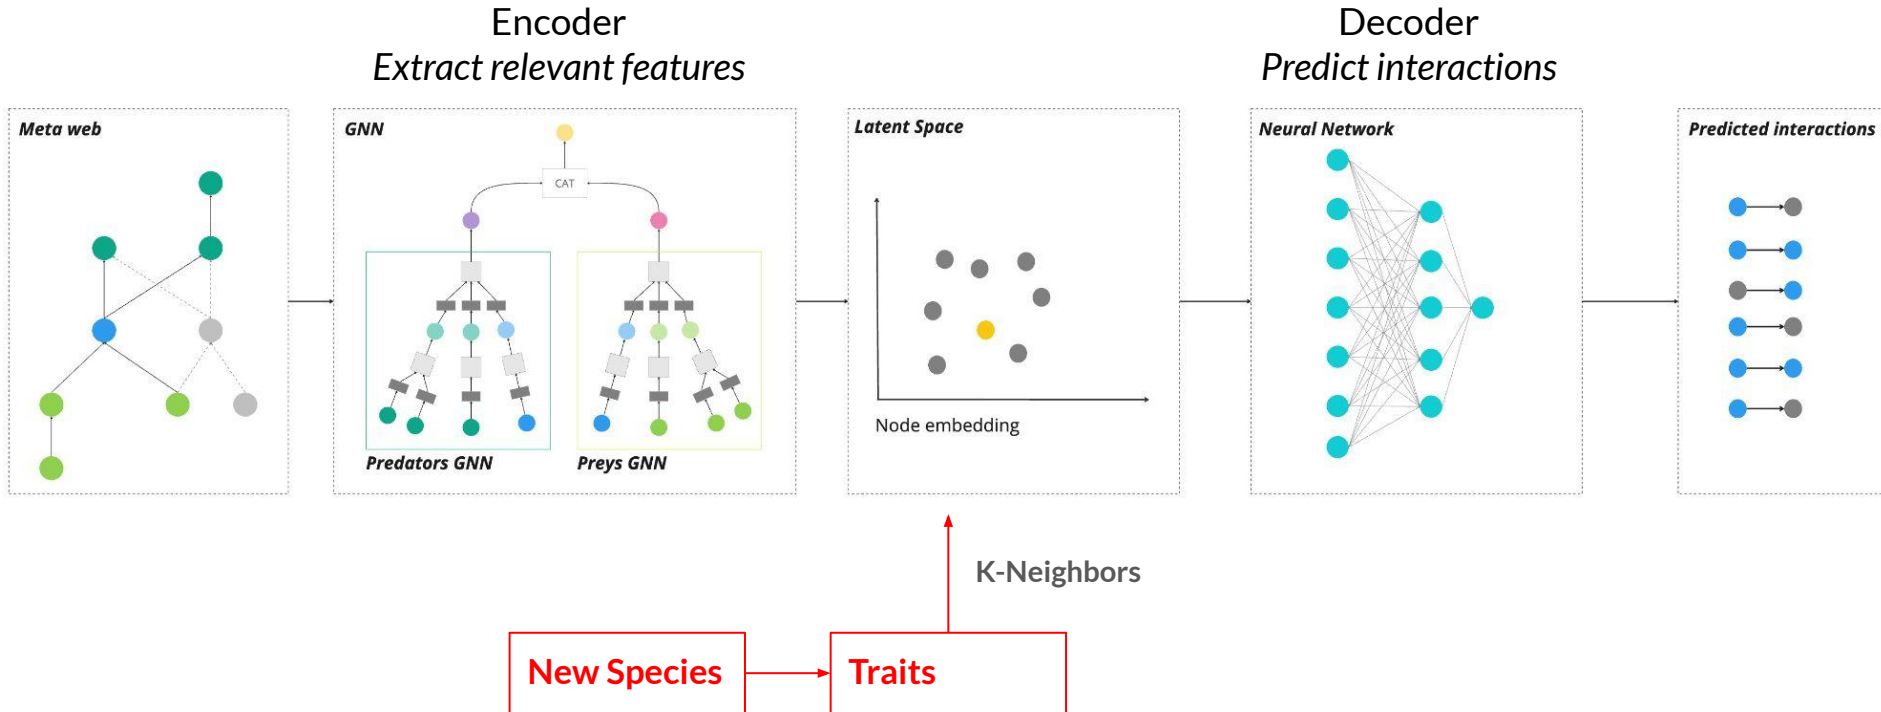 Encoder
Extract relevant features
Decoder
Predict interactions
Meta web
GNN
CAT
Predators GNN
Preys GNN
Latent Space
Node embedding
Neural Network
Predicted interactions
K-Neighbors
New Species
Traits